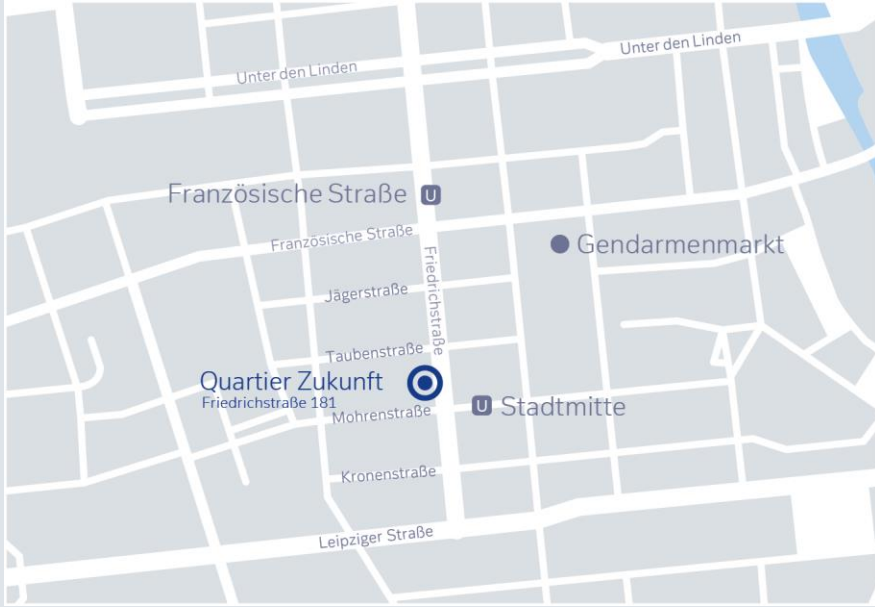 Unter den Linden
Unter den Linden
Französische Straße U
Französische Straße
Gendarmenmarkt
Friedrichstraße
Jägerstraße
Taubenstraße
Quartier Zukunft
Friedrichstraße 181
U Stadtmitte
Mohrenstraße
Kronenstraße
Leipziger Straße